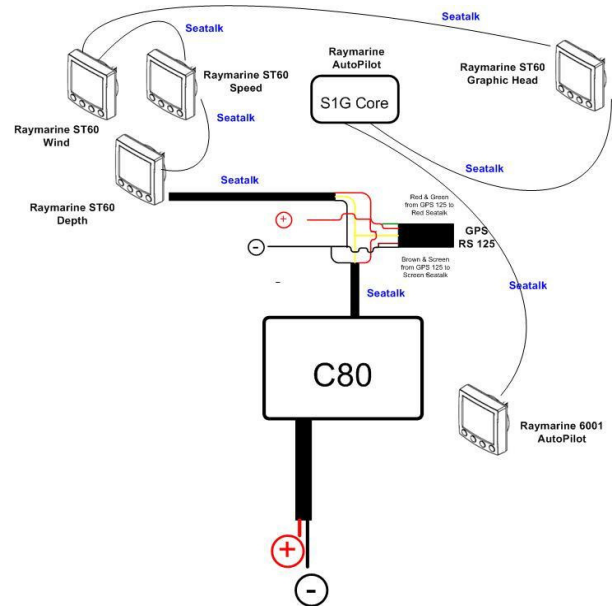 Seatalk
Seatalk
Raymarine ST60
Speed
Raymarine
AutoPilot
S1G Core
Raymarine ST60
Graphic Head
Raymarine ST60
Wind
Seatalk
Seatalk
Seatalk
Raymarine ST60
Depth
Red & Green
from GPS 125 to
Red Seatalk
+
-
GPS
RS 125
Brown & Screen
from GPS 125 to
Screen Seatalk
-
Seatalk
Seatalk
C80
Raymarine 6001
AutoPilot
+
-